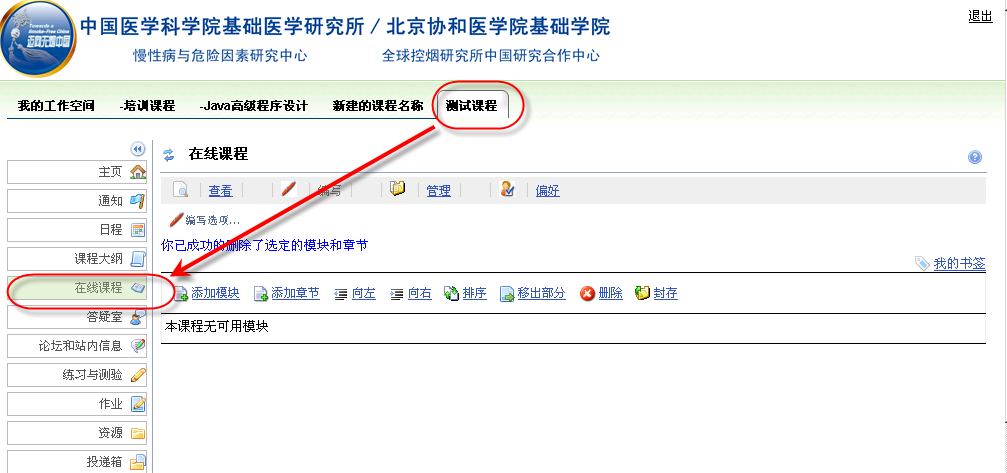 退出
Towards a
Smoke-Free China
迈向无烟中国
中国医学科学院基础医学研究所 / 北京协和医学院基础学院
慢性病与危险因素研究中心 全球控烟研究所中国研究合作中心
我的工作空间 -培训课程 -Java高级程序设计 新建的课程名称 测试课程
在线课程
主页
通知
日程
课程大纲
在线课程
答疑室
论坛和站内信息
练习与测验
作业
资源
投递箱
查看 编写 管理 偏好
编写选项...
你已成功的删除了选定的模块和章节
我的书签
添加模块 添加章节 向左 向右 排序 移出部分 删除 封存
本课程无可用模块